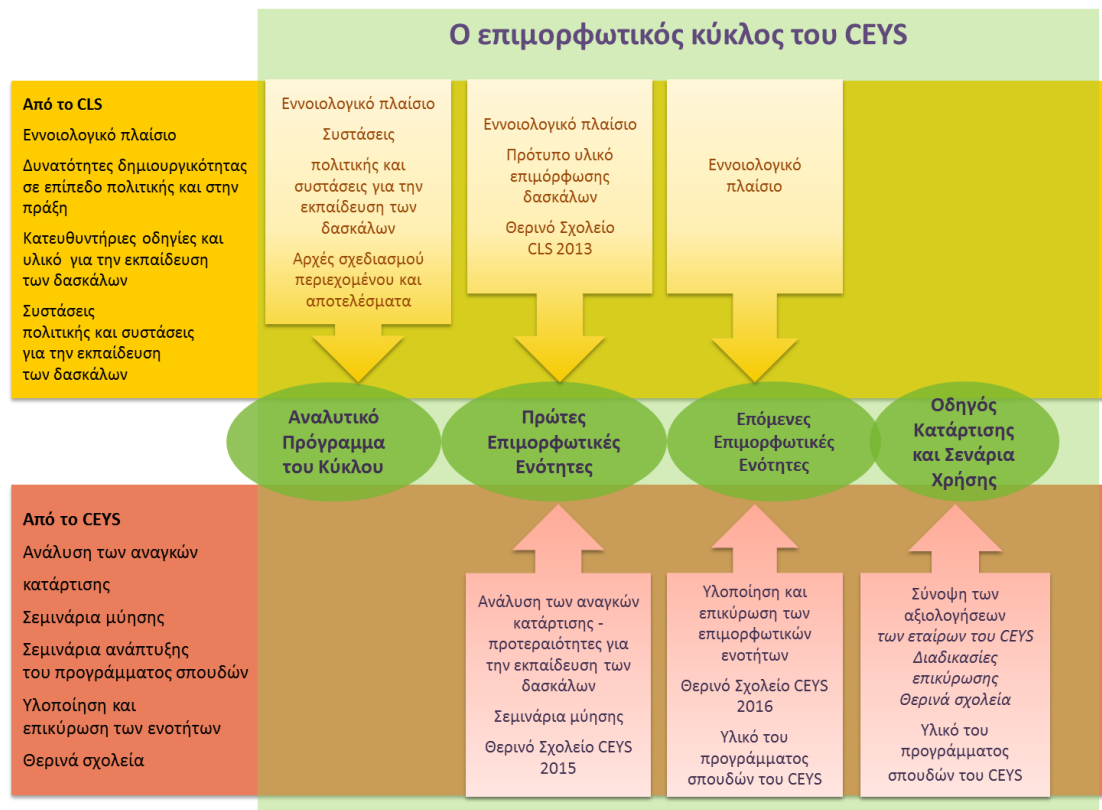 Ο επιμορφωτικός κύκλος του CEYS
Από το CLS
Εννοιολογικό πλαίσιο
Δυνατότητες δημιουργικότητας
σε επίπεδο πολιτικής και στην
πράξη
Κατευθυντήριες οδηγίες και
υλικό για την εκπαίδευση
των δασκάλων
Συστάσεις
πολιτικής και συστάσεις
για την εκπαίδευση
των δασκάλων
Εννοιολογικό πλαίσιο
Συστάσεις
πολιτικής και
συστάσεις για την
εκπαίδευση των
δασκάλων
Αρχές σχεδιασμού
περιεχομένου και
αποτελέσματα
Εννοιολογικό πλαίσιο
Πρότυπο υλικό
επιμόρφωσης
δασκάλων
Θερινό Σχολείο
CLS 2013
Εννοιολογικό
πλαίσιο
Αναλυτικό
Πρόγραμμα
του Κύκλου
Πρώτες
Επιμορφωτικές
Ενότητες
Επόμενες
Επιμορφωτικές
Ενότητες
Οδηγός
Κατάρτισης
και Σενάρια
Χρήσης
Από το CEYS
Ανάλυση των αναγκών
κατάρτισης
Σεμινάρια μύησης
Σεμινάρια ανάπτυξης
του προγράμματος σπουδών
Υλοποίηση και
επικύρωση των ενοτήτων
Θερινά σχολεία
Ανάλυση των αναγκών
κατάρτισης -
προτεραιότητες για
την εκπαίδευση των
δασκάλων
Σεμινάρια μύησης
Θερινό Σχολείο CEYS
2015
Υλοποίηση και
επικύρωση των
επιμορφωτικών
ενοτήτων
Θερινό Σχολείο CEYS
2016
Υλικό του
προγράμματος
σπουδών του CEYS
Σύνοψη των
αξιολογήσεων
των εταίρων του CEYS
Διαδικασίες
επικύρωσης
Θερινά σχολεία
Υλικό του
προγράμματος
σπουδών του CEYS